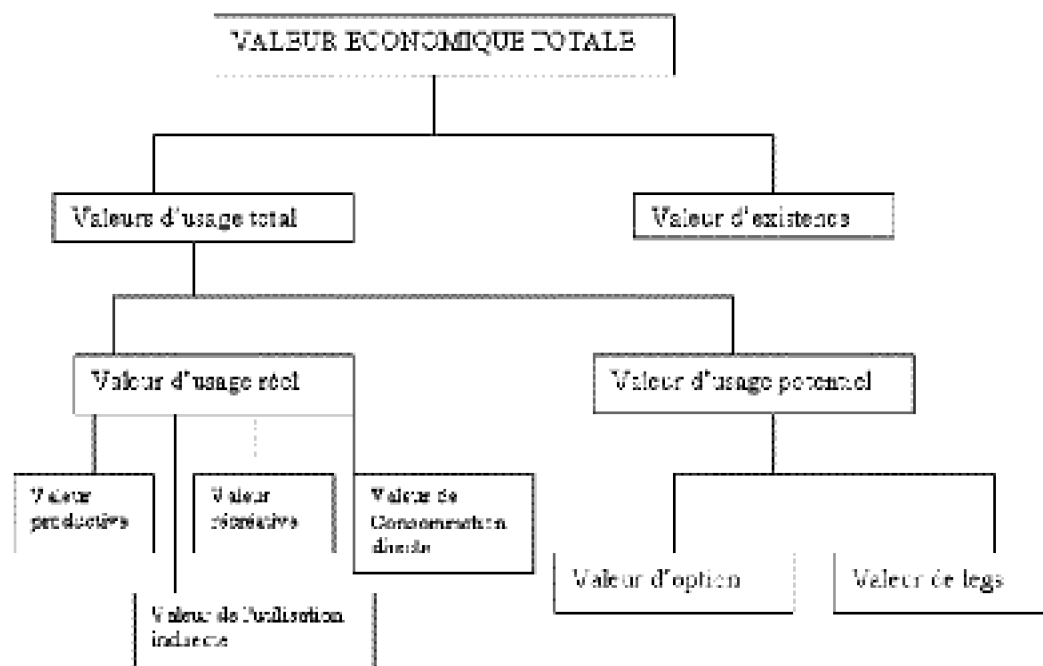 VALEUR ECONOMIQUE TOTALE
Valeurs d'usage total
Valeur d'existence
Valeur d'usage réel
Valeur d'usage potentiel
Valeur
productive
Valeur
récréative
Valeur de
Consommation
directe
Valeur d'option
Valeur de legs
Valeur de l'utilisation
indirecte